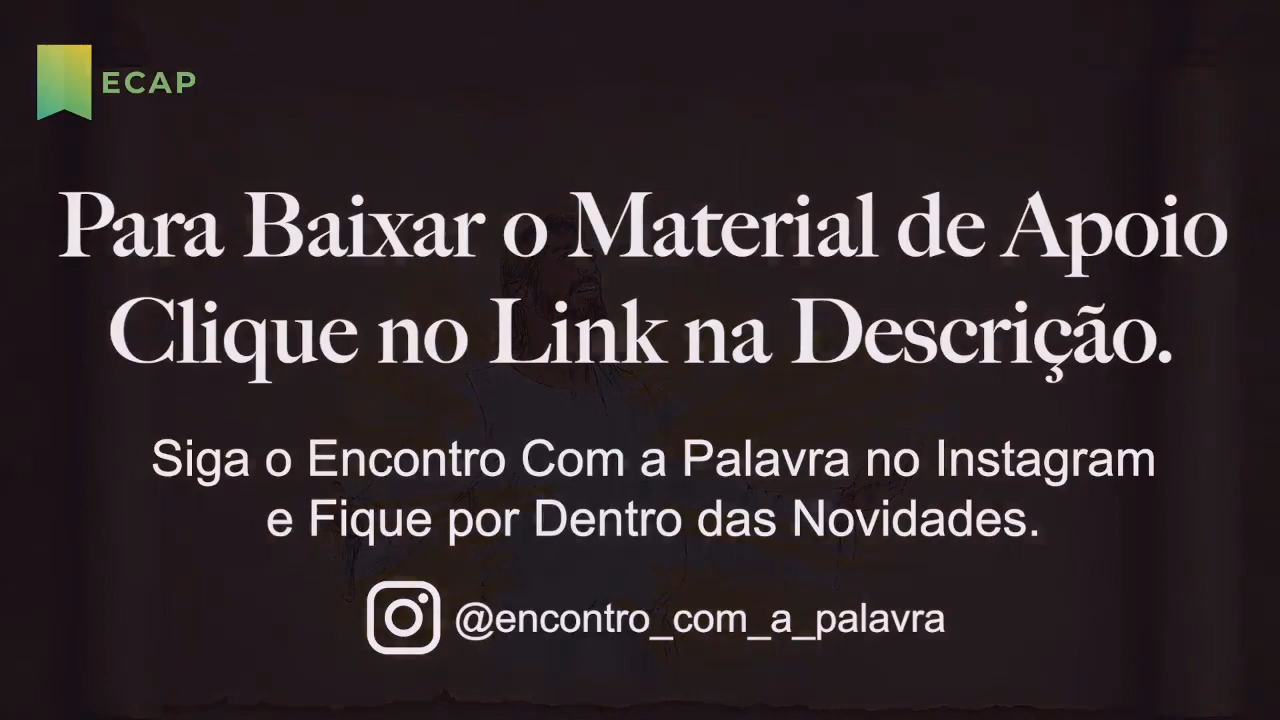 ECAP
Para Baixar o Material de Apoio
Clique no Link na Descrição.
Siga o Encontro Com a Palavra no Instagram
e Fique por Dentro das Novidades.
@encontro_com_a_palavra